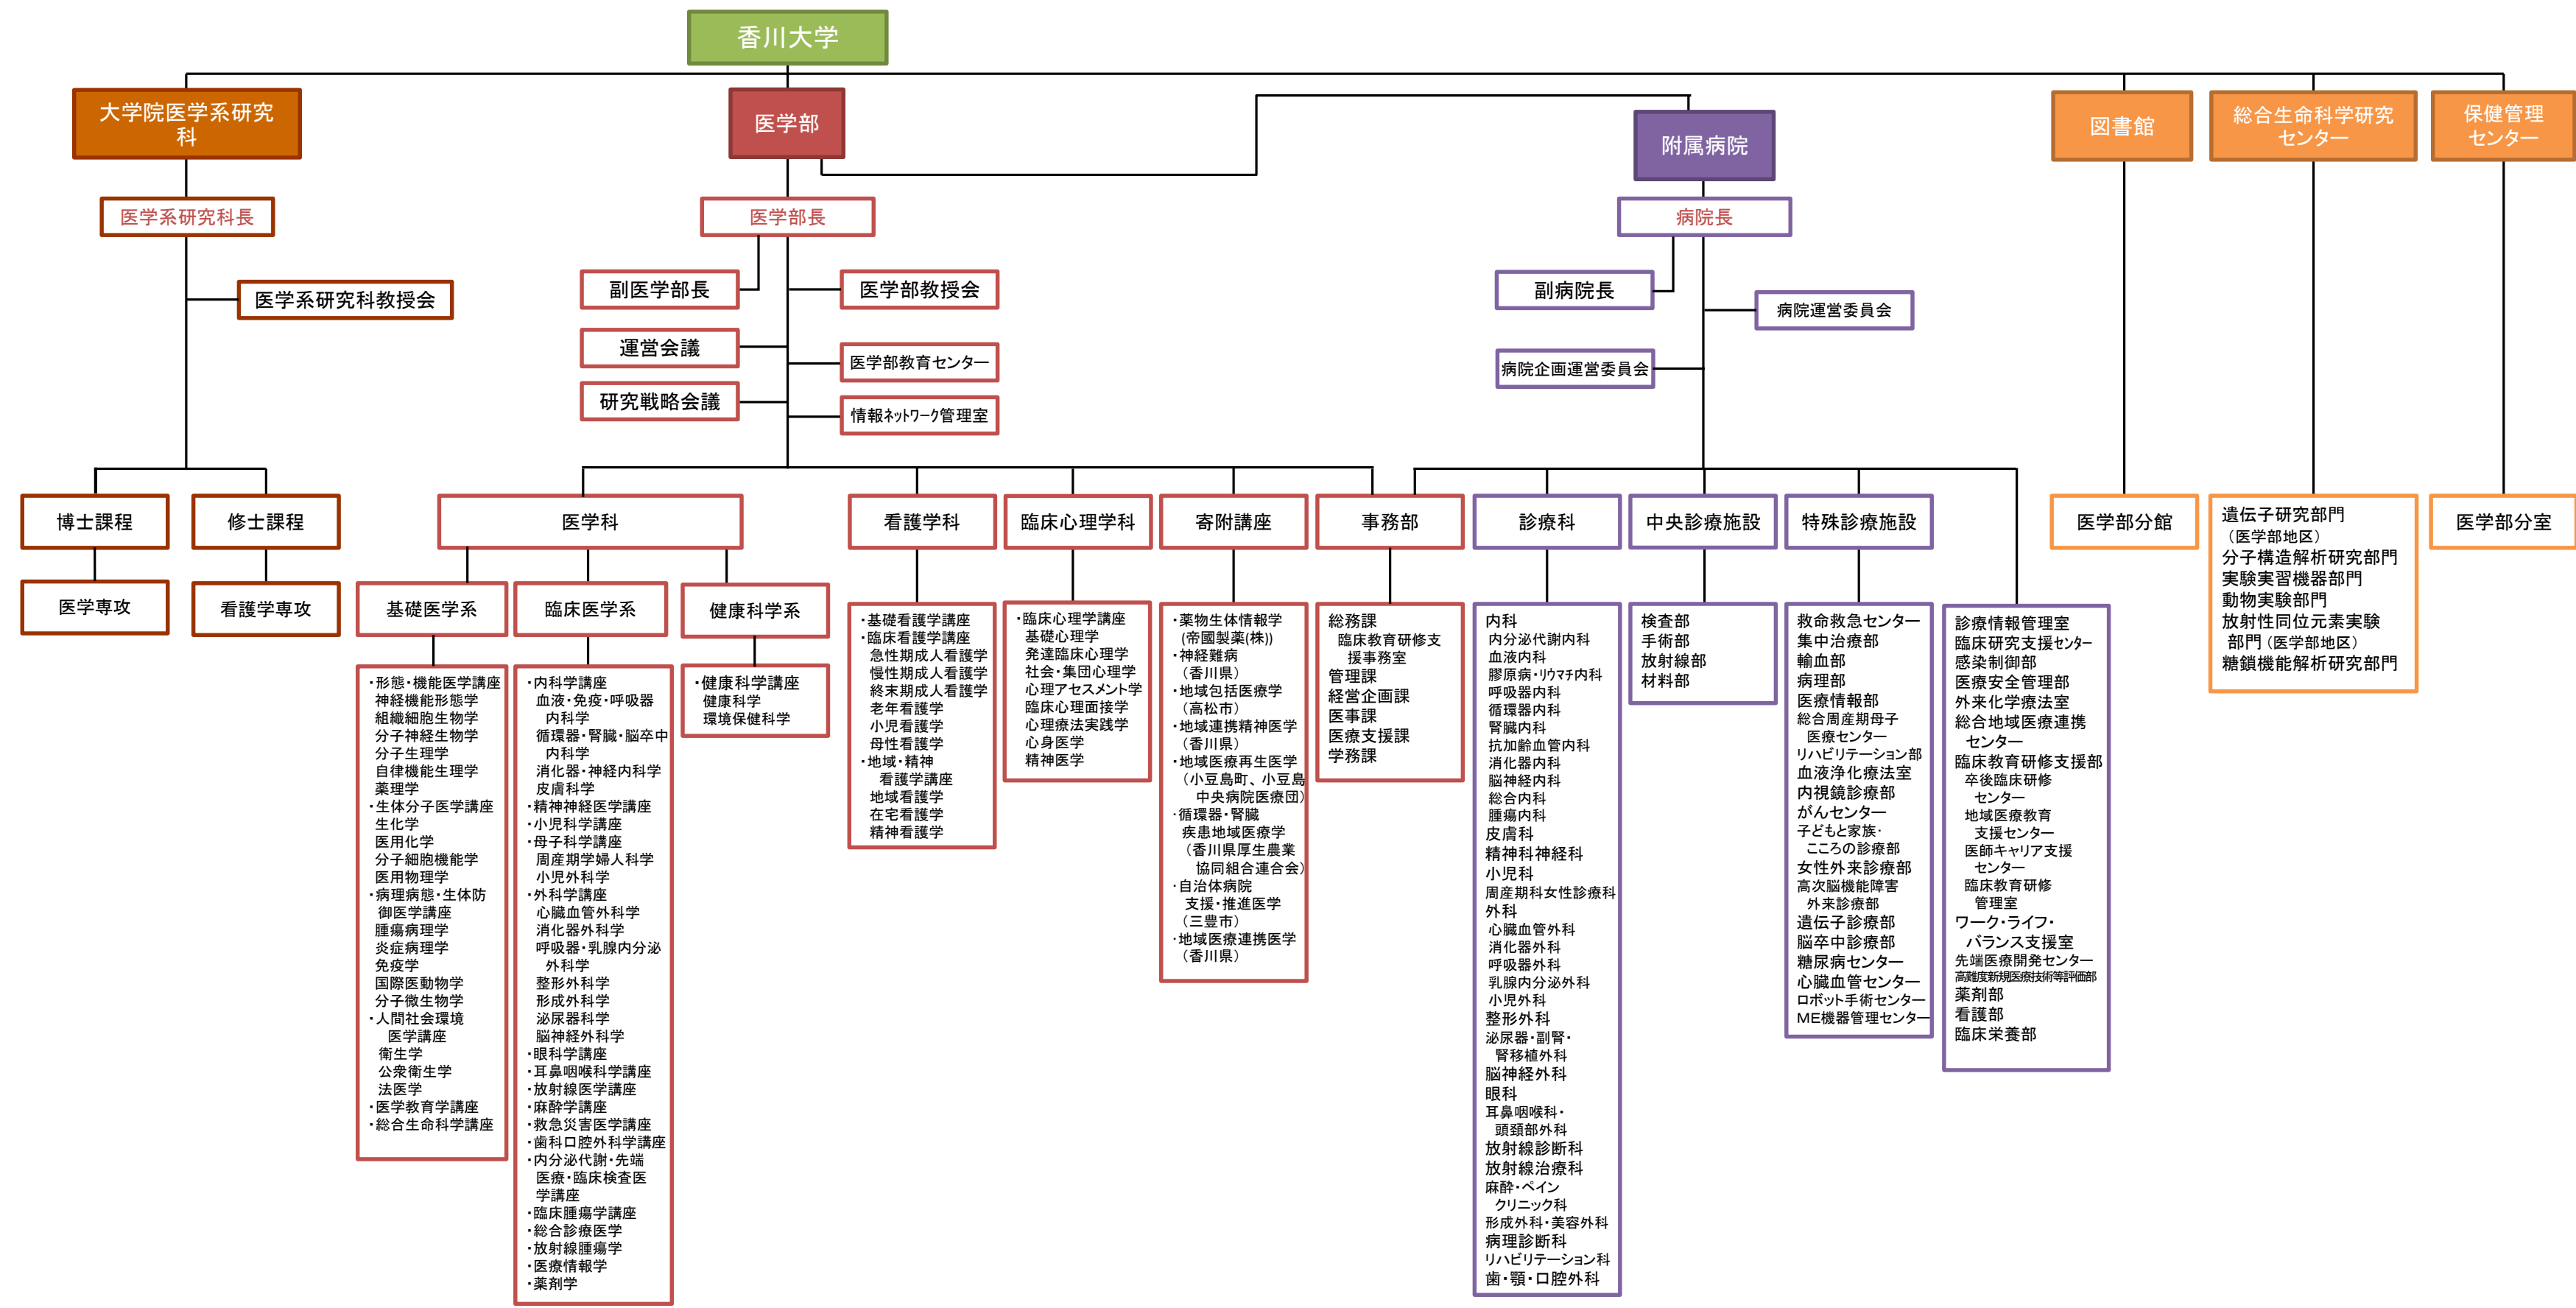 香川大学
大学院医学系研究
科
医学部
附属病院
図書館
総合生命科学研究
センター
保健管理
センター
医学系研究科長
医学部長
病院長
医学系研究科教授会
副医学部長
医学部教授会
運営会議
医学部教育センター
研究戦略会議
情報ネットワーク管理室
副病院長
病院運営委員会
病院企画運営委員会
博士課程
修士課程
医学科
看護学科
臨床心理学科
寄附講座
事務部
診療科
中央診療施設
特殊診療施設
医学部分館
遺伝子研究部門
(医学部地区)
分子構造解析研究部門
実験実習機器部門
動物実験部門
放射性同位元素実験
部門(医学部地区)
糖鎖機能解析研究部門
医学部分室
医学専攻
看護学専攻
基礎医学系
臨床医学系
健康科学系
・形態・機能医学講座
神経機能形態学
組織細胞生物学
分子神経生物学
分子生理学
自律機能生理学
薬理学
・生体分子医学講座
生化学
医用化学
分子細胞機能学
医用物理学
・病理病態・生体防
御医学講座
腫瘍病理学
炎症病理学
免疫学
国際医動物学
分子微生物学
・人間社会環境
医学講座
衛生学
公衆衛生学
法医学
・医学教育学講座
・総合生命科学講座
・内科学講座
血液・免疫・呼吸器
内科学
循環器・腎臓・脳卒中
内科学
消化器・神経内科学
皮膚科学
・精神神経医学講座
・小児科学講座
・母子科学講座
周産期学婦人科学
小児外科学
・外科学講座
心臓血管外科学
消化器外科学
呼吸器・乳腺内分泌
外科学
整形外科学
形成外科学
泌尿器科学
脳神経外科学
・眼科学講座
・耳鼻咽喉科学講座
・放射線医学講座
・麻酔学講座
・救急災害医学講座
・歯科口腔外科学講座
・内分泌代謝・先端
医療・臨床検査医
学講座
・臨床腫瘍学講座
・総合診療医学
・放射線腫瘍学
・医療情報学
・薬剤学
・健康科学講座
健康科学
環境保健科学
・基礎看護学講座
・臨床看護学講座
急性期成人看護学
慢性期成人看護学
終末期成人看護学
老年看護学
小児看護学
母性看護学
・地域・精神
看護学講座
地域看護学
在宅看護学
精神看護学
・臨床心理学講座
基礎心理学
発達臨床心理学
社会・集団心理学
心理アセスメント学
臨床心理面接学
心理療法実践学
心身医学
精神医学
・薬物生体情報学
(帝國製薬(株))
・神経難病
(香川県)
・地域包括医療学
(高松市)
・地域連携精神医学
(香川県)
・地域医療再生医学
(小豆島町、小豆島
中央病院医療団)
・循環器・腎臓
疾患地域医療学
(香川県厚生農業
協同組合連合会)
・自治体病院
支援・推進医学
(三豊市)
・地域医療連携医学
(香川県)
総務課
臨床教育研修支
援事務室
管理課
経営企画課
医事課
医療支援課
学務課
内科
内分泌代謝内科
血液内科
膠原病・リウマチ内科
呼吸器内科
循環器内科
腎臓内科
抗加齢血管内科
消化器内科
脳神経内科
総合内科
腫瘍内科
皮膚科
精神科神経科
小児科
周産期科女性診療科
外科
心臓血管外科
消化器外科
呼吸器外科
乳腺内分泌外科
小児外科
整形外科
泌尿器・副腎・
腎移植外科
脳神経外科
眼科
耳鼻咽喉科・
頭頚部外科
放射線診断科
放射線治療科
麻酔・ペイン
クリニック科
形成外科・美容外科
病理診断科
リハビリテーション科
歯・顎・口腔外科
検査部
手術部
放射線部
材料部
救命救急センター
集中治療部
輸血部
病理部
医療情報部
総合周産期母子
医療センター
リハビリテーション部
血液浄化療法室
内視鏡診療部
がんセンター
子どもと家族・
こころの診療部
女性外来診療部
高次脳機能障害
外来診療部
遺伝子診療部
脳卒中診療部
糖尿病センター
心臓血管センター
ロボット手術センター
ME機器管理センター
診療情報管理室
臨床研究支援センター
感染制御部
医療安全管理部
外来化学療法室
総合地域医療連携
センター
臨床教育研修支援部
卒後臨床研修
センター
地域医療教育
支援センター
医師キャリア支援
センター
臨床教育研修
管理室
ワーク・ライフ・
バランス支援室
先端医療開発センター
高難度新規医療技術等評価部
薬剤部
看護部
臨床栄養部